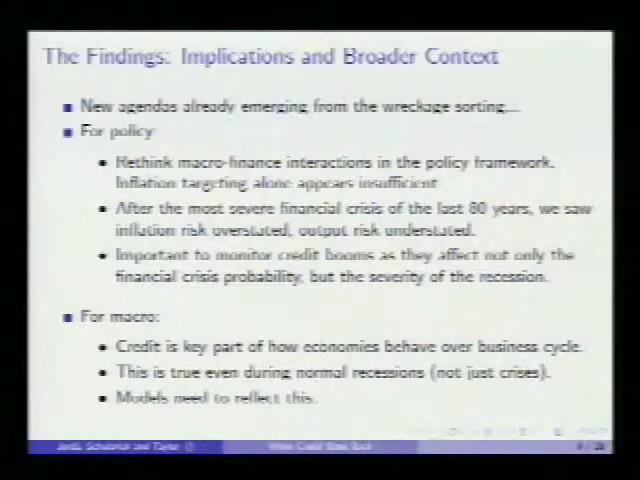 The Findings: Implications and Broader Context
New agendas already emerging from the wreckage sorting...
For policy:
Rethink macro-finance interactions in the policy framework.
Inflation targeting alone appears insufficient.
After the most severe financial crisis of the last 80 years, we saw
inflation risk overstated, output risk understated.
Important to monitor credit booms as they affect not only the
financial crisis probability, but the severity of the recession.
For macro:
Credit is key part of how economies behave over business cycle.
This is true even during normal recessions (not just crises).
Models need to reflect this.
Jordà, Schularick and Taylor ()
When Credit Bites Back